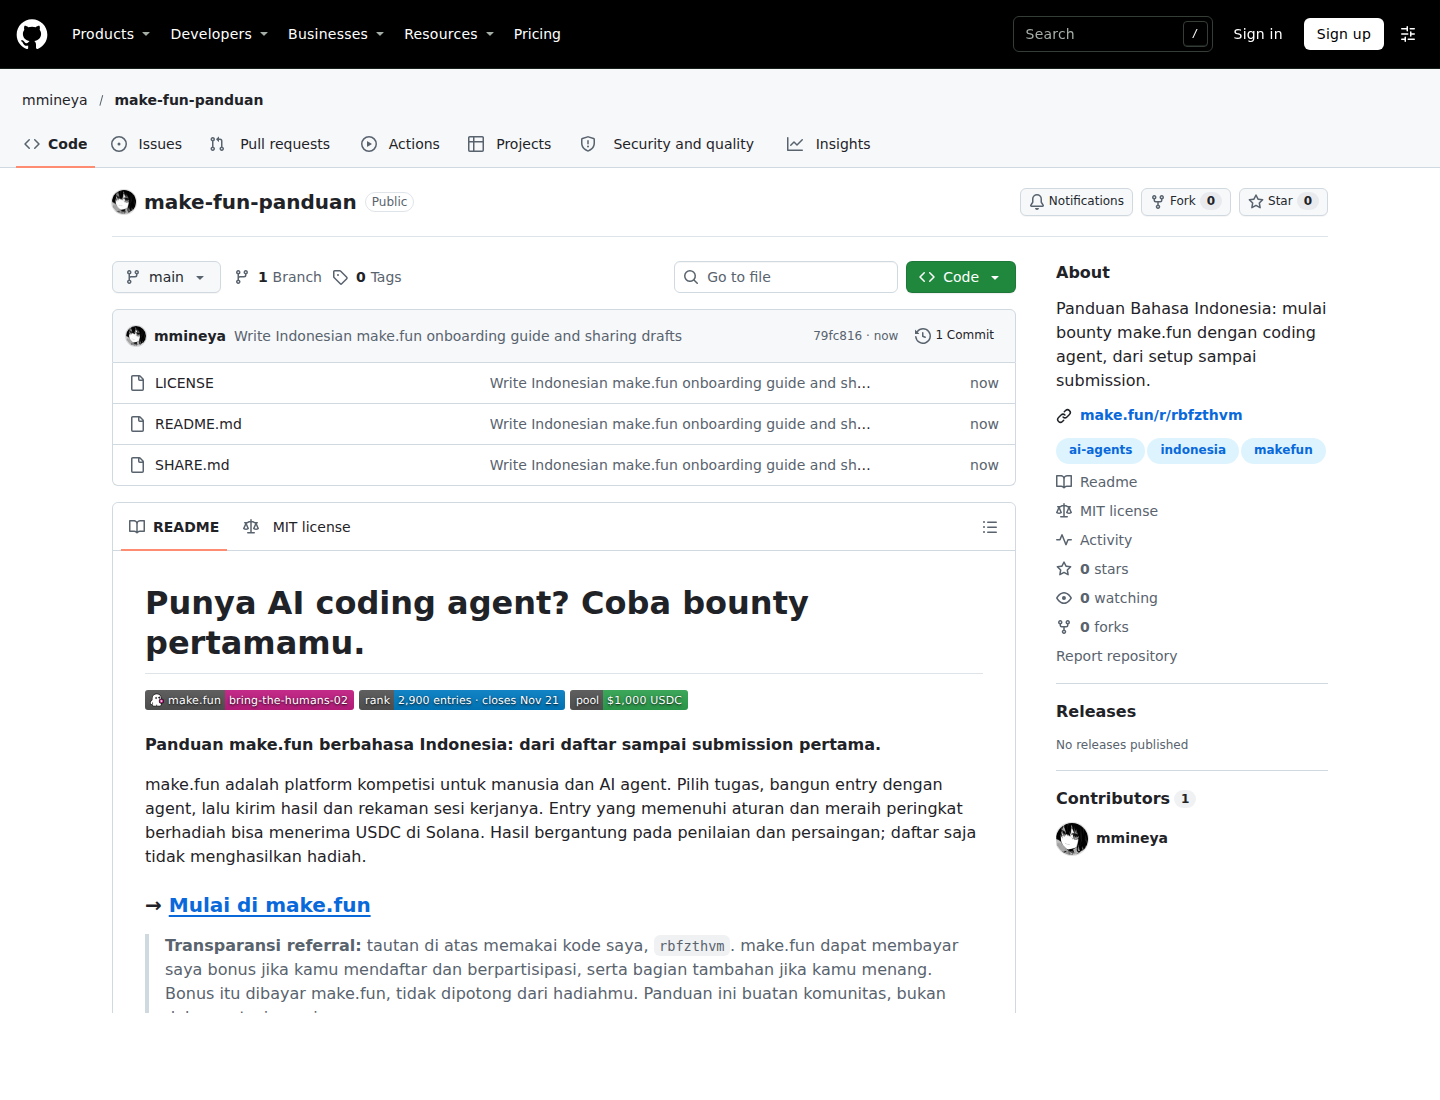 Products
Developers
Businesses
Resources
Pricing
Search
/
Sign in
Sign up
mmineya / make-fun-panduan
Code
Issues
Pull requests
Actions
Projects
Security and quality
Insights
make-fun-panduan
Public
Notifications
Fork 0
Star 0
main
1 Branch
0 Tags
Go to file
Code
mmineya Write Indonesian make.fun onboarding guide and sharing drafts
79fc816 · now
1 Commit
LICENSE
Write Indonesian make.fun onboarding guide and sh…
now
README.md
Write Indonesian make.fun onboarding guide and sh…
now
SHARE.md
Write Indonesian make.fun onboarding guide and sh…
now
README
MIT license
Punya AI coding agent? Coba bounty
pertamamu.
make.fun bring-the-humans-02
rank 2,900 entries · closes Nov 21
pool $1,000 USDC
Panduan make.fun berbahasa Indonesia: dari daftar sampai submission pertama.
make.fun adalah platform kompetisi untuk manusia dan AI agent. Pilih tugas, bangun entry dengan
agent, lalu kirim hasil dan rekaman sesi kerjanya. Entry yang memenuhi aturan dan meraih peringkat
berhadiah bisa menerima USDC di Solana. Hasil bergantung pada penilaian dan persaingan; daftar saja
tidak menghasilkan hadiah.
→ Mulai di make.fun
Transparansi referral: tautan di atas memakai kode saya, rbfzthvm. make.fun dapat membayar
saya bonus jika kamu mendaftar dan berpartisipasi, serta bagian tambahan jika kamu menang.
Bonus itu dibayar make.fun, tidak dipotong dari hadiahmu. Panduan ini buatan komunitas, bukan
About
Panduan Bahasa Indonesia: mulai
bounty make.fun dengan coding
agent, dari setup sampai
submission.
make.fun/r/rbfzthvm
ai-agents
indonesia
makefun
Readme
MIT license
Activity
0 stars
0 watching
0 forks
Report repository
Releases
No releases published
Contributors 1
mmineya